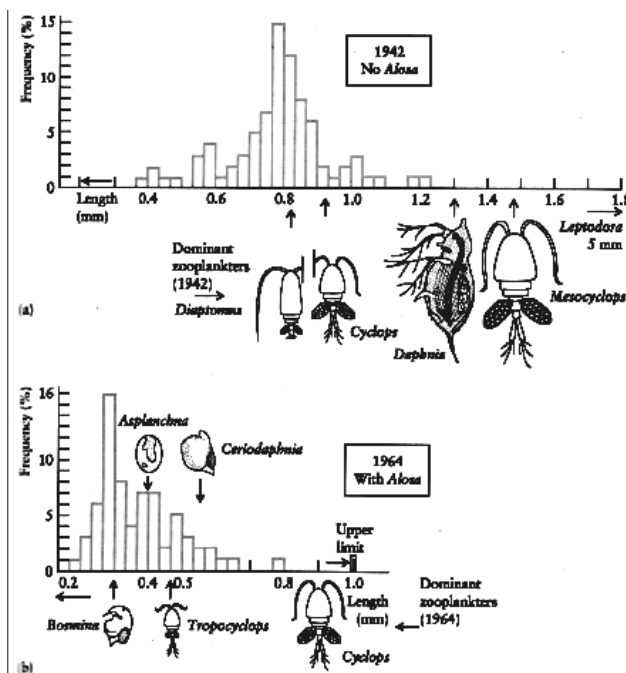 Frequency (%)
15
10
5
0
1942
No Alosa
Length
(mm)
0.4
0.6
0.8
1.0
1.2
1.8
Leptodora
5 mm
Dominant
zooplankters
(1942)
Diaptomus
Cyclops
Daphnia
Mesocyclops
(a)
Frequency (%)
16
10
5
0
Asplanchna
Ceriodaphnia
1964
With Alosa
Upper
limit
0.2
0.4
0.5
0.8
1.0
Length
(mm)
Dominant
zooplankters
(1964)
Bosmina
Tropocyclops
Cyclops
(b)